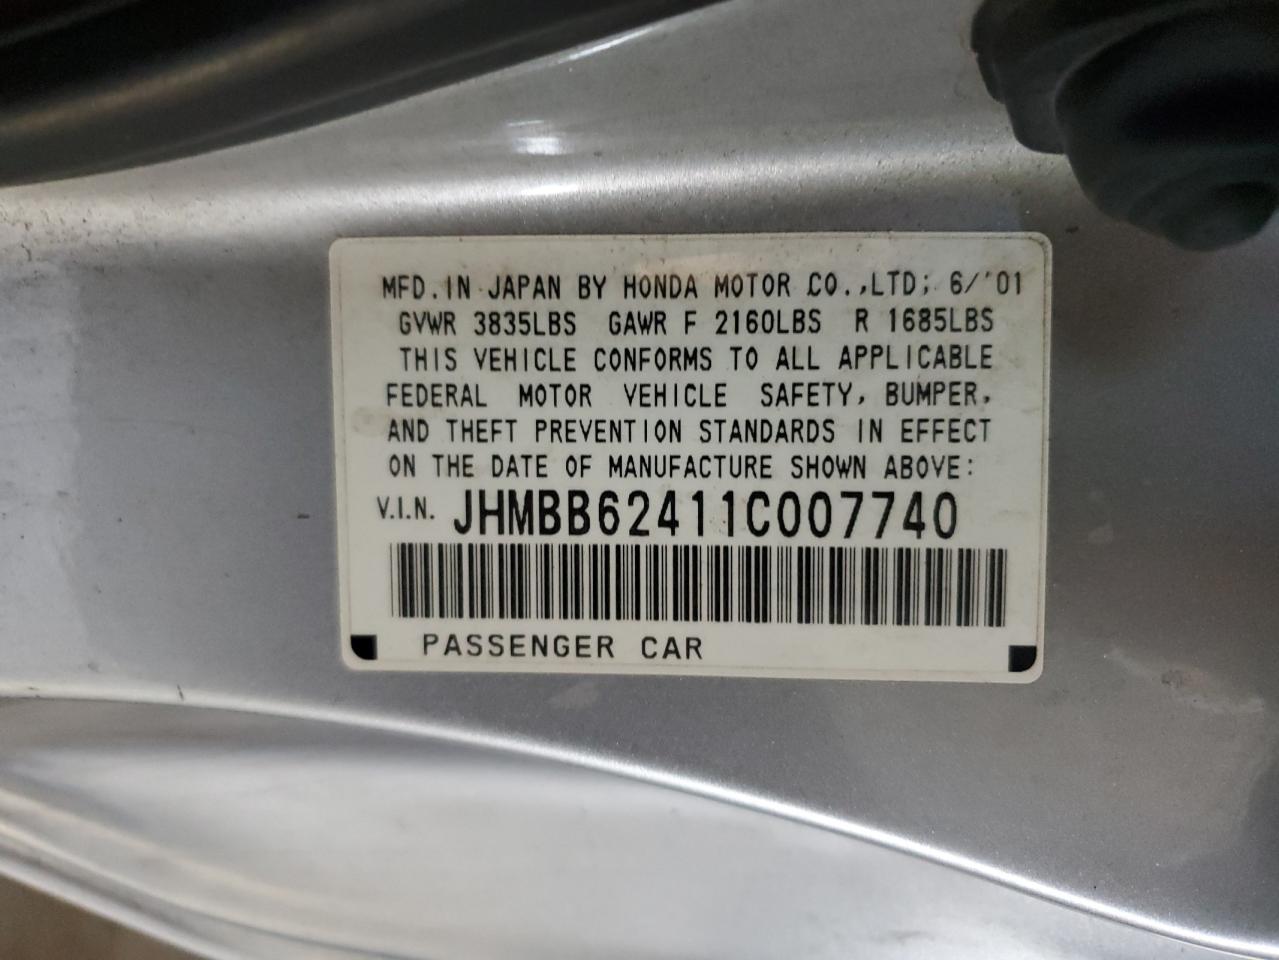 MFD. IN JAPAN BY HONDA MOTOR CO.,LTD; 6/'01
GVWR 3835LBS GAWR F 2160LBS R 1685LBS
THIS VEHICLE CONFORMS TO ALL APPLICABLE
FEDERAL MOTOR VEHICLE SAFETY, BUMPER,
AND THEFT PREVENTION STANDARDS IN EFFECT
ON THE DATE OF MANUFACTURE SHOWN ABOVE:
V.I.N. JHMBB62411C007740
PASSENGER CAR